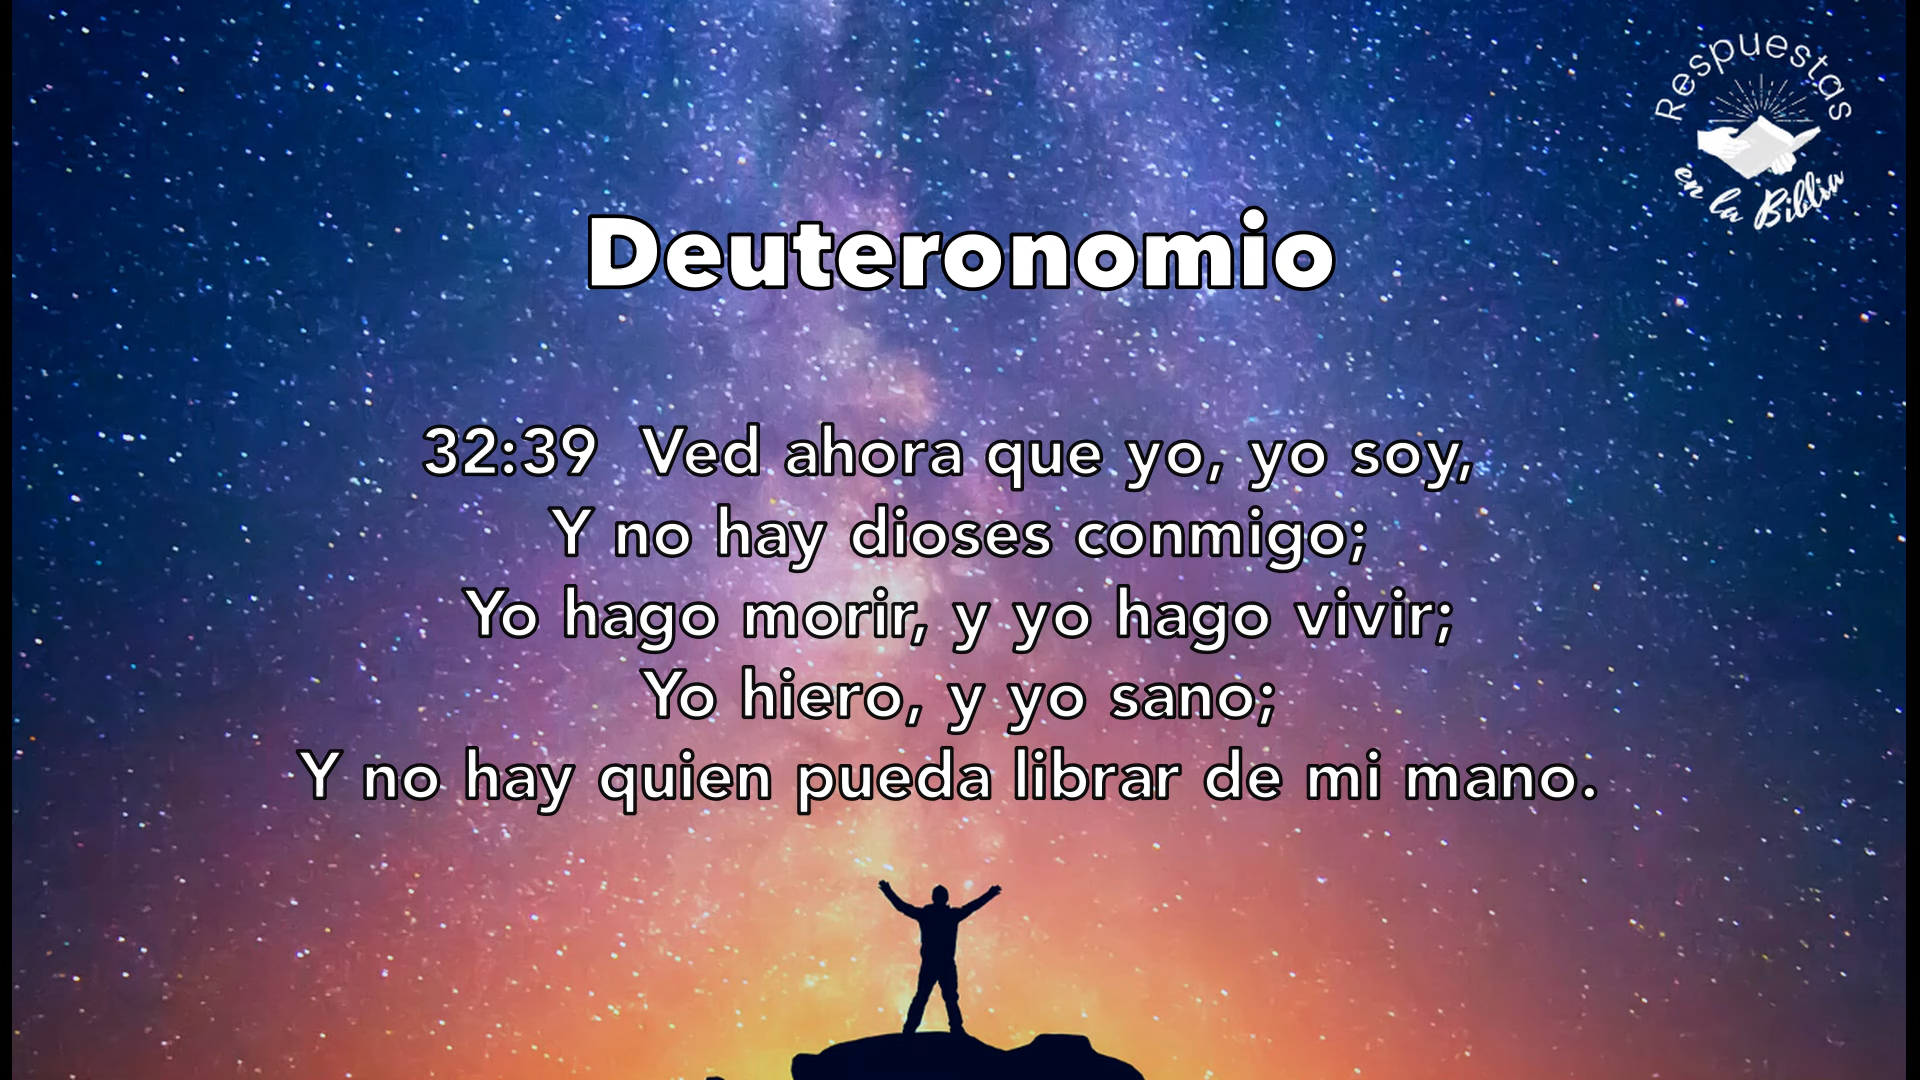 Respuestas
en la Biblia
Deuteronomio
32:39 Ved ahora que yo, yo soy,
Y no hay dioses conmigo;
Yo hago morir, y yo hago vivir;
Yo hiero, y yo sano;
Y no hay quien pueda librar de mi mano.